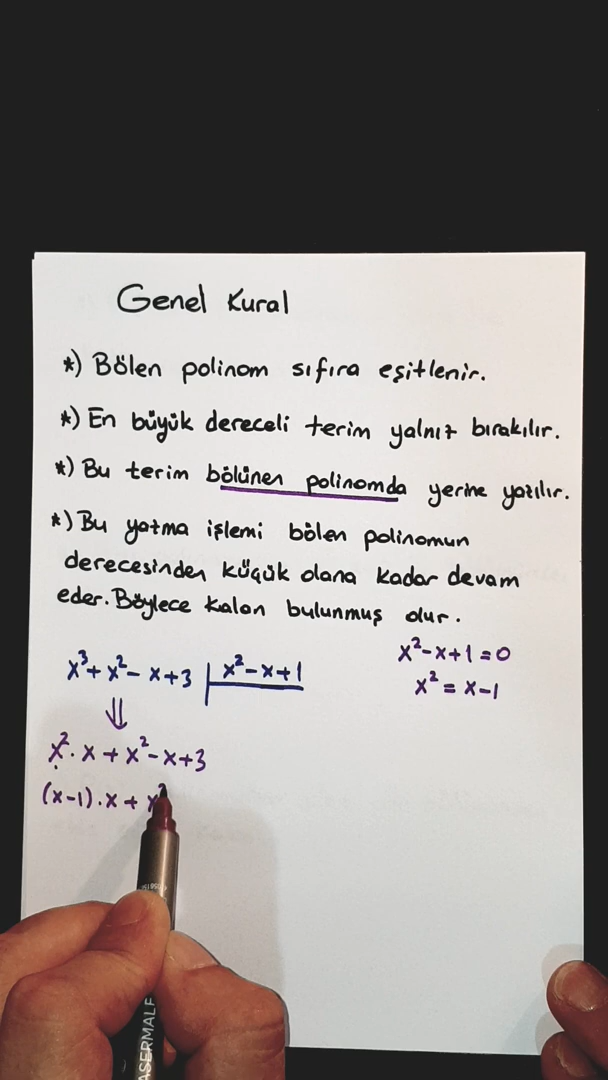 Genel Kural
*) Bölen polinom sıfıra eşitlenir.
*) En büyük dereceli terim yalnız bırakılır.
*) Bu terim bölünen polinomda yerine yazılır.
*) Bu yazma işlemi bölen polinomun
derecesinden küçük olana kadar devam
eder. Böylece kalan bulunmuş olur.
x³+x²-x+3 | x²-x+1
x²-x+1=0
x²=x-1
⇓
x².x+x²-x+3
(x-1).x+x²